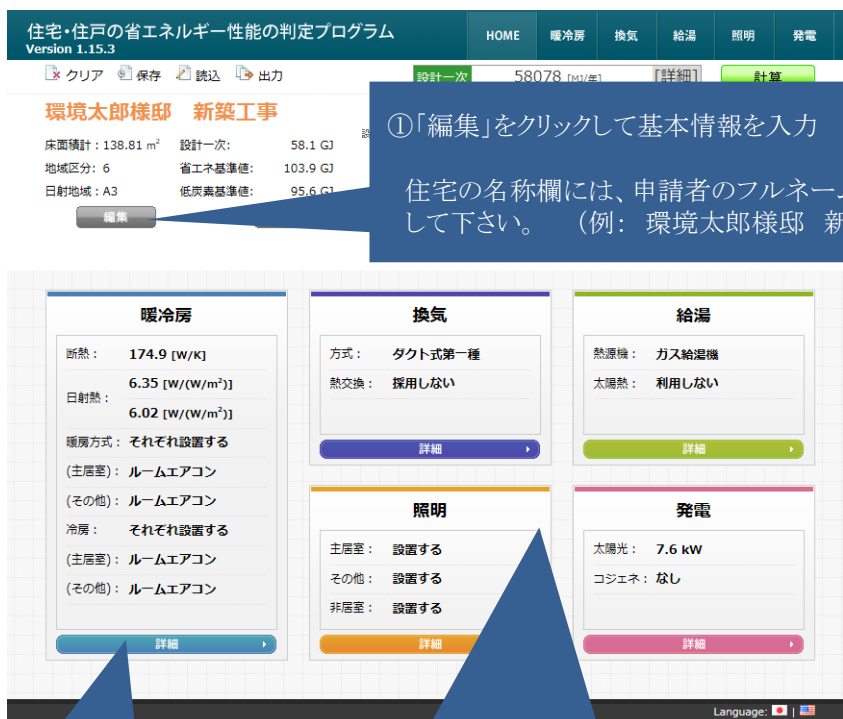 住宅・住戸の省エネルギー性能の判定プログラム
Version 1.15.3
HOME 暖冷房 換気 給湯 照明 発電
クリア 保存 読込 出力
設計一次 58078 [MJ/年] [詳細] 計算
環境太郎様邸 新築工事
床面積計：138.81 m² 設計一次: 58.1 GJ
地域区分：6 省エネ基準値: 103.9 GJ
日射地域：A3 低炭素基準値: 95.6 GJ
編集
①「編集」をクリックして基本情報を入力
住宅の名称欄には、申請者のフルネーム
して下さい。 （例： 環境太郎様邸 新
暖冷房
断熱： 174.9 [W/K]
日射熱： 6.35 [W/(W/m²)]
6.02 [W/(W/m²)]
暖房方式： それぞれ設置する
(主居室)： ルームエアコン
(その他)： ルームエアコン
冷房： それぞれ設置する
(主居室)： ルームエアコン
(その他)： ルームエアコン
詳細
換気
方式： ダクト式第一種
熱交換： 採用しない
詳細
給湯
熱源機： ガス給湯機
太陽熱： 利用しない
詳細
照明
主居室： 設置する
その他： 設置する
非居室： 設置する
詳細
発電
太陽光： 7.6 kW
コジェネ： なし
詳細
Language: |